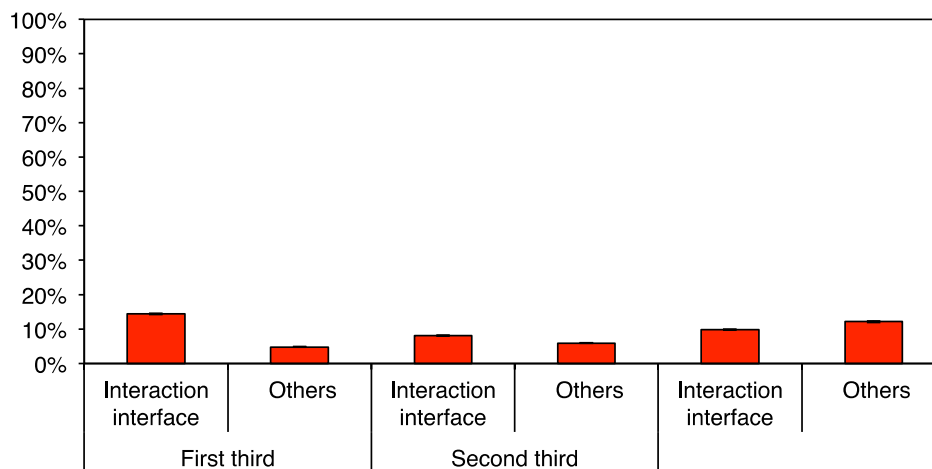 100%
90%
80%
70%
60%
50%
40%
30%
20%
10%
0%
Interaction interface
Others
Interaction interface
Others
Interaction interface
Others
First third
Second third